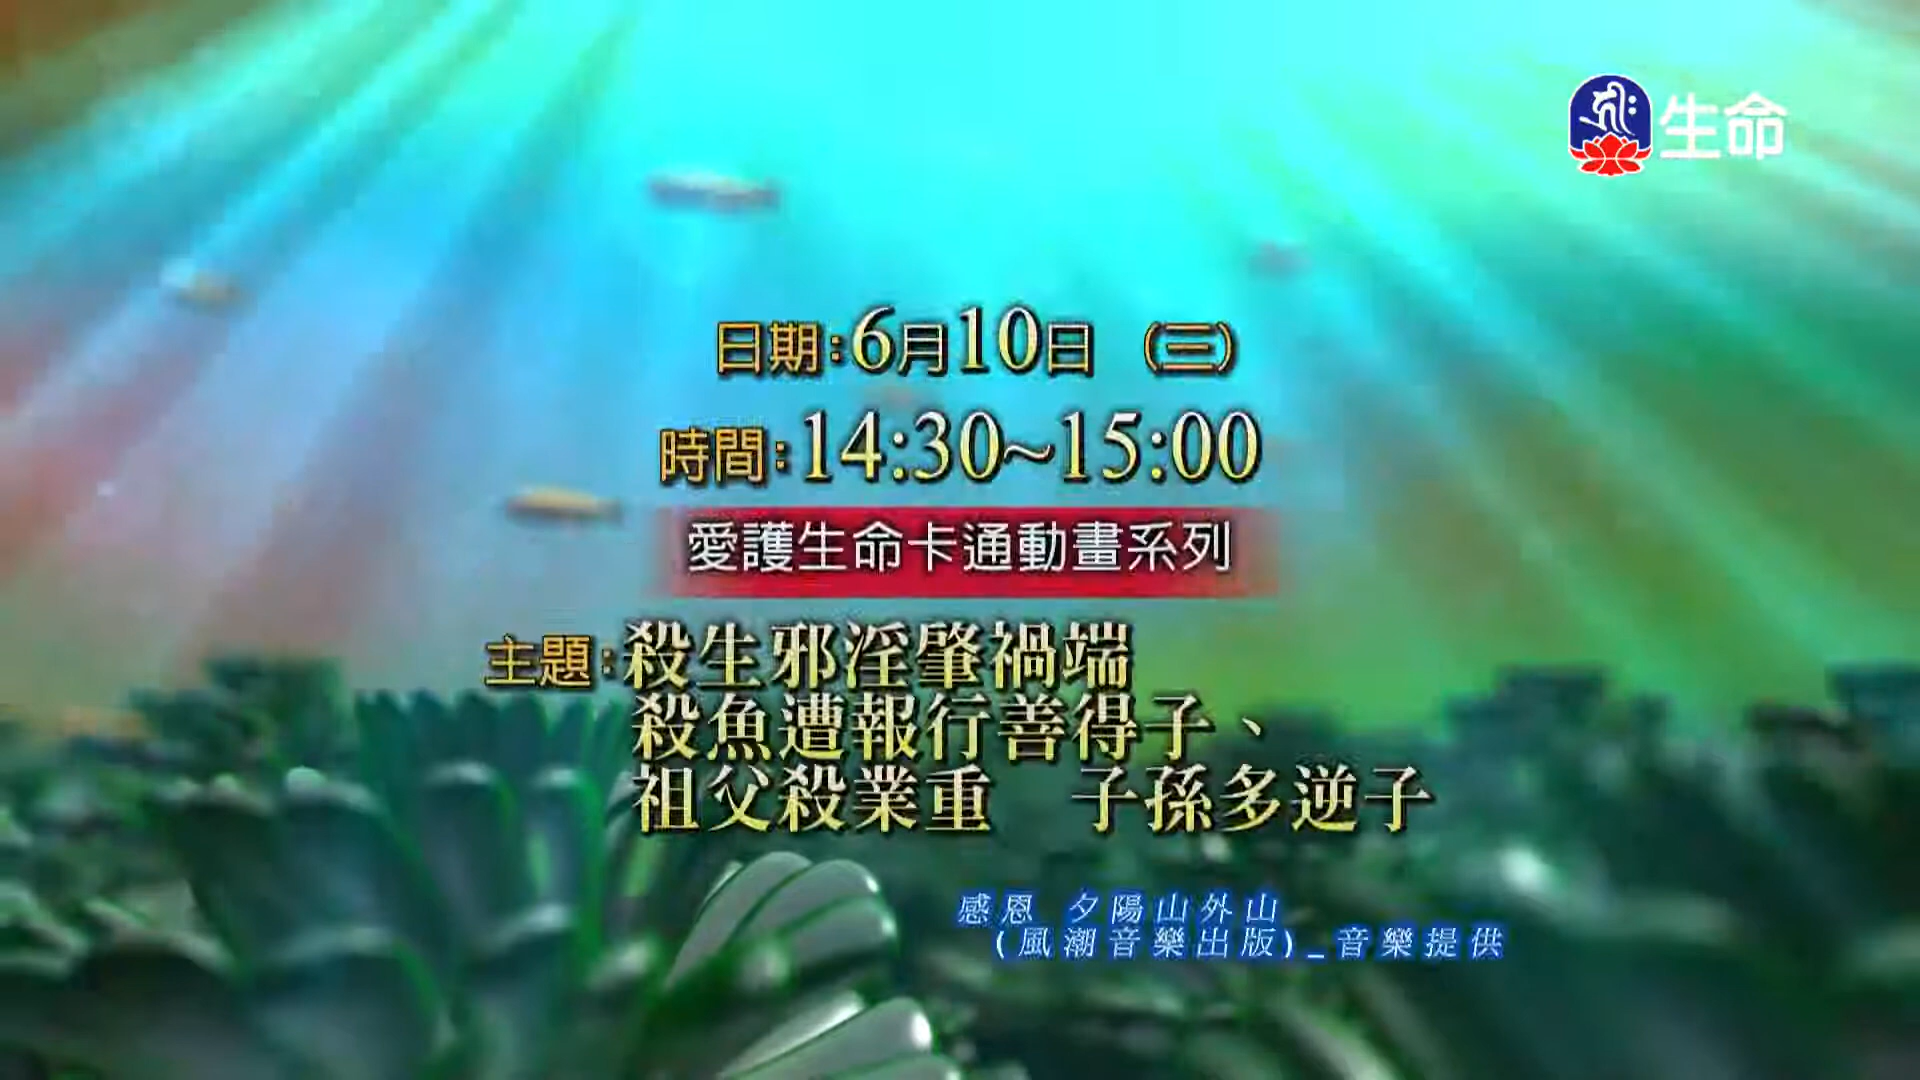 生命
日期:6月10日 (三)
時間:14:30~15:00
愛護生命卡通動畫系列
主題:殺生邪淫肇禍端
殺魚遭報行善得子、
祖父殺業重 子孫多逆子
感恩 夕陽山外山
(風潮音樂出版)_音樂提供